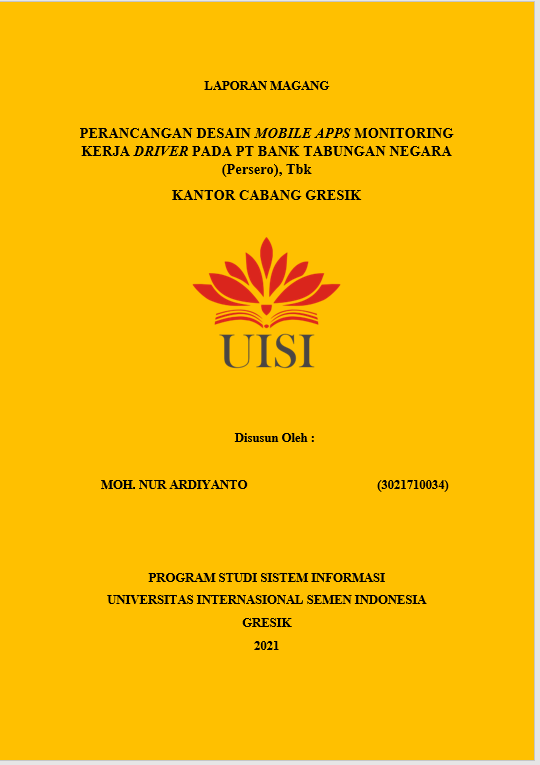 LAPORAN MAGANG
PERANCANGAN DESAIN MOBILE APPS MONITORING
KERJA DRIVER PADA PT BANK TABUNGAN NEGARA
(Persero), Tbk
KANTOR CABANG GRESIK
UISI
Disusun Oleh :
MOH. NUR ARDIYANTO (3021710034)
PROGRAM STUDI SISTEM INFORMASI
UNIVERSITAS INTERNASIONAL SEMEN INDONESIA
GRESIK
2021